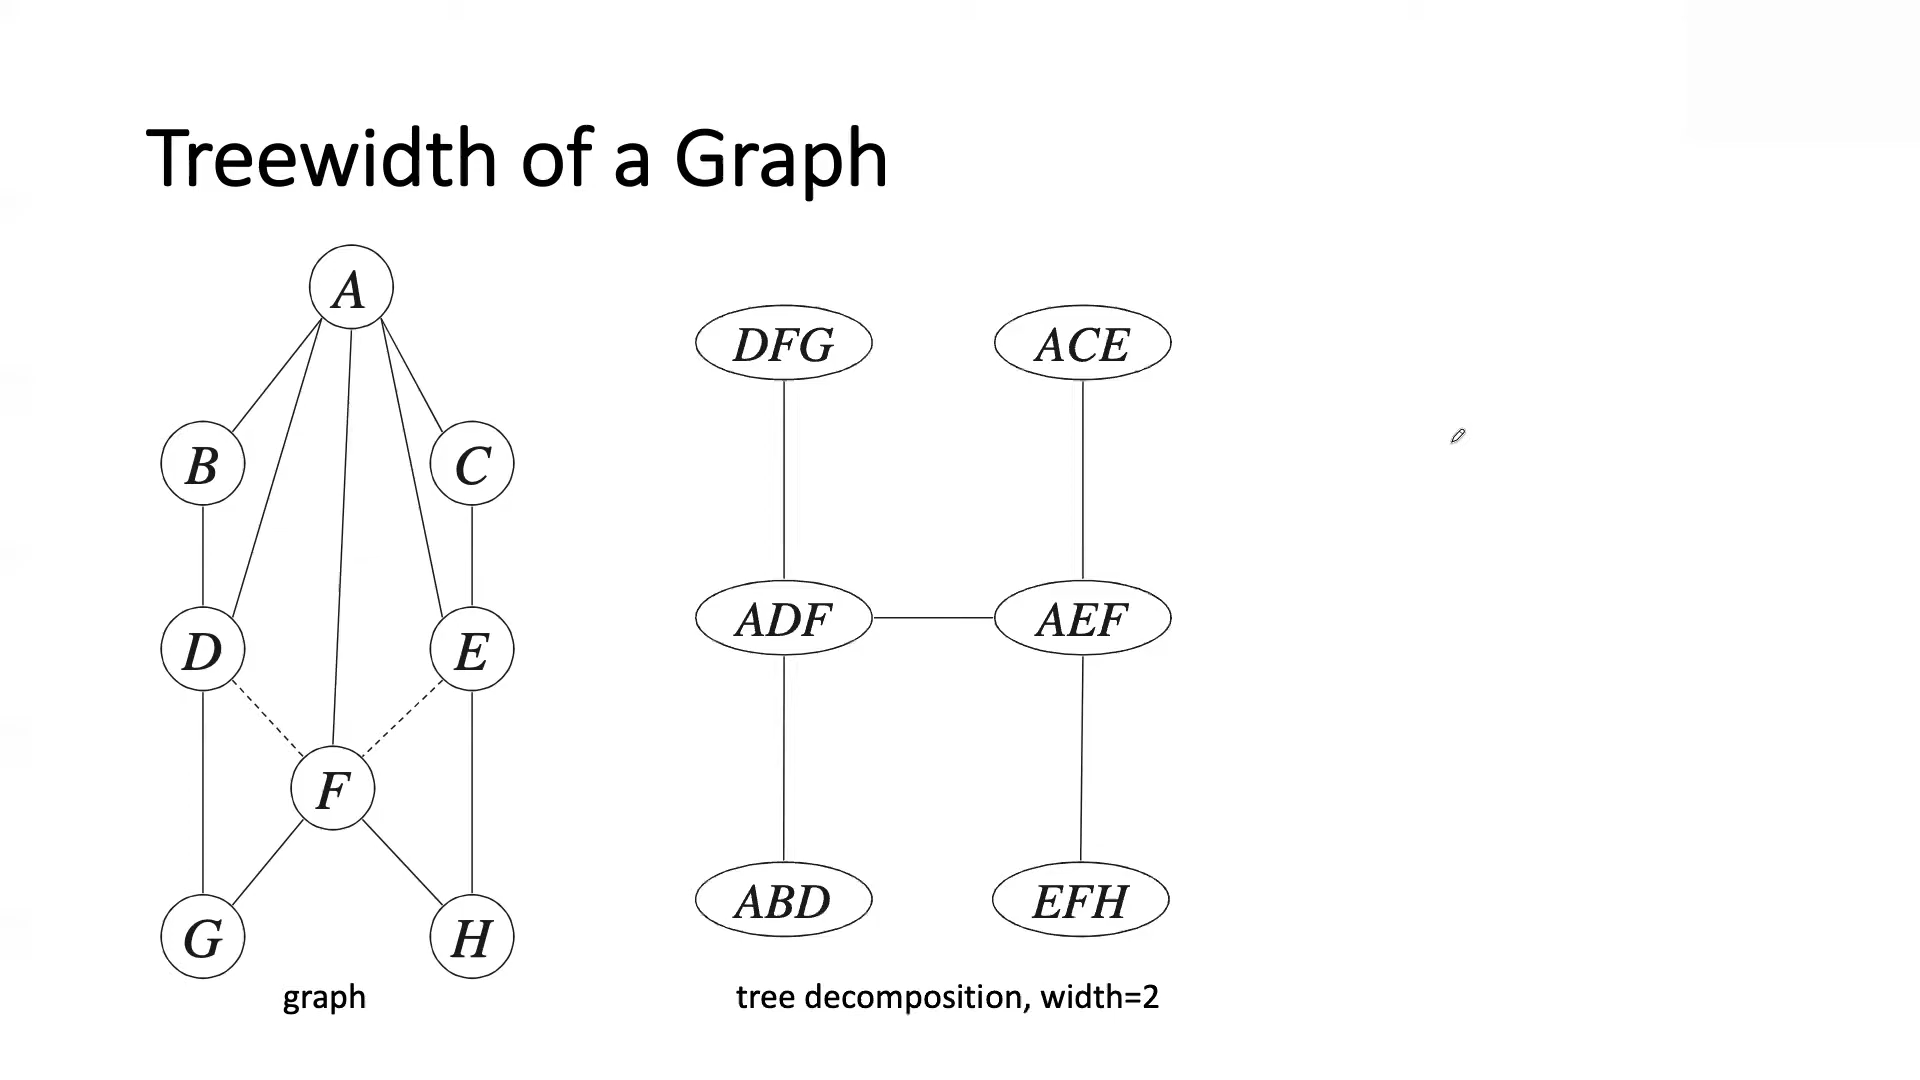 Treewidth of a Graph
A
B
C
D
E
F
G
H
graph
DFG
ACE
ADF
AEF
ABD
EFH
tree decomposition, width=2